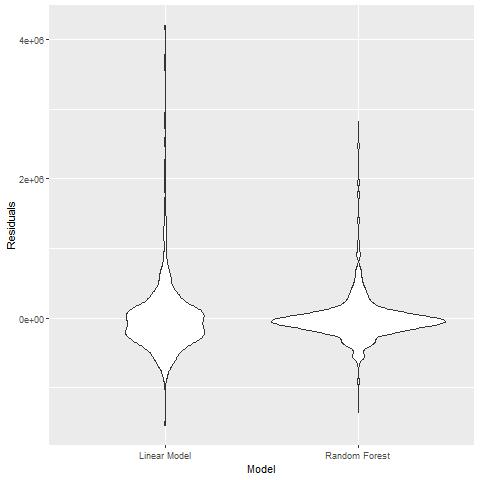 4e+06
2e+06
0e+00
Residuals
Linear Model
Random Forest
Model